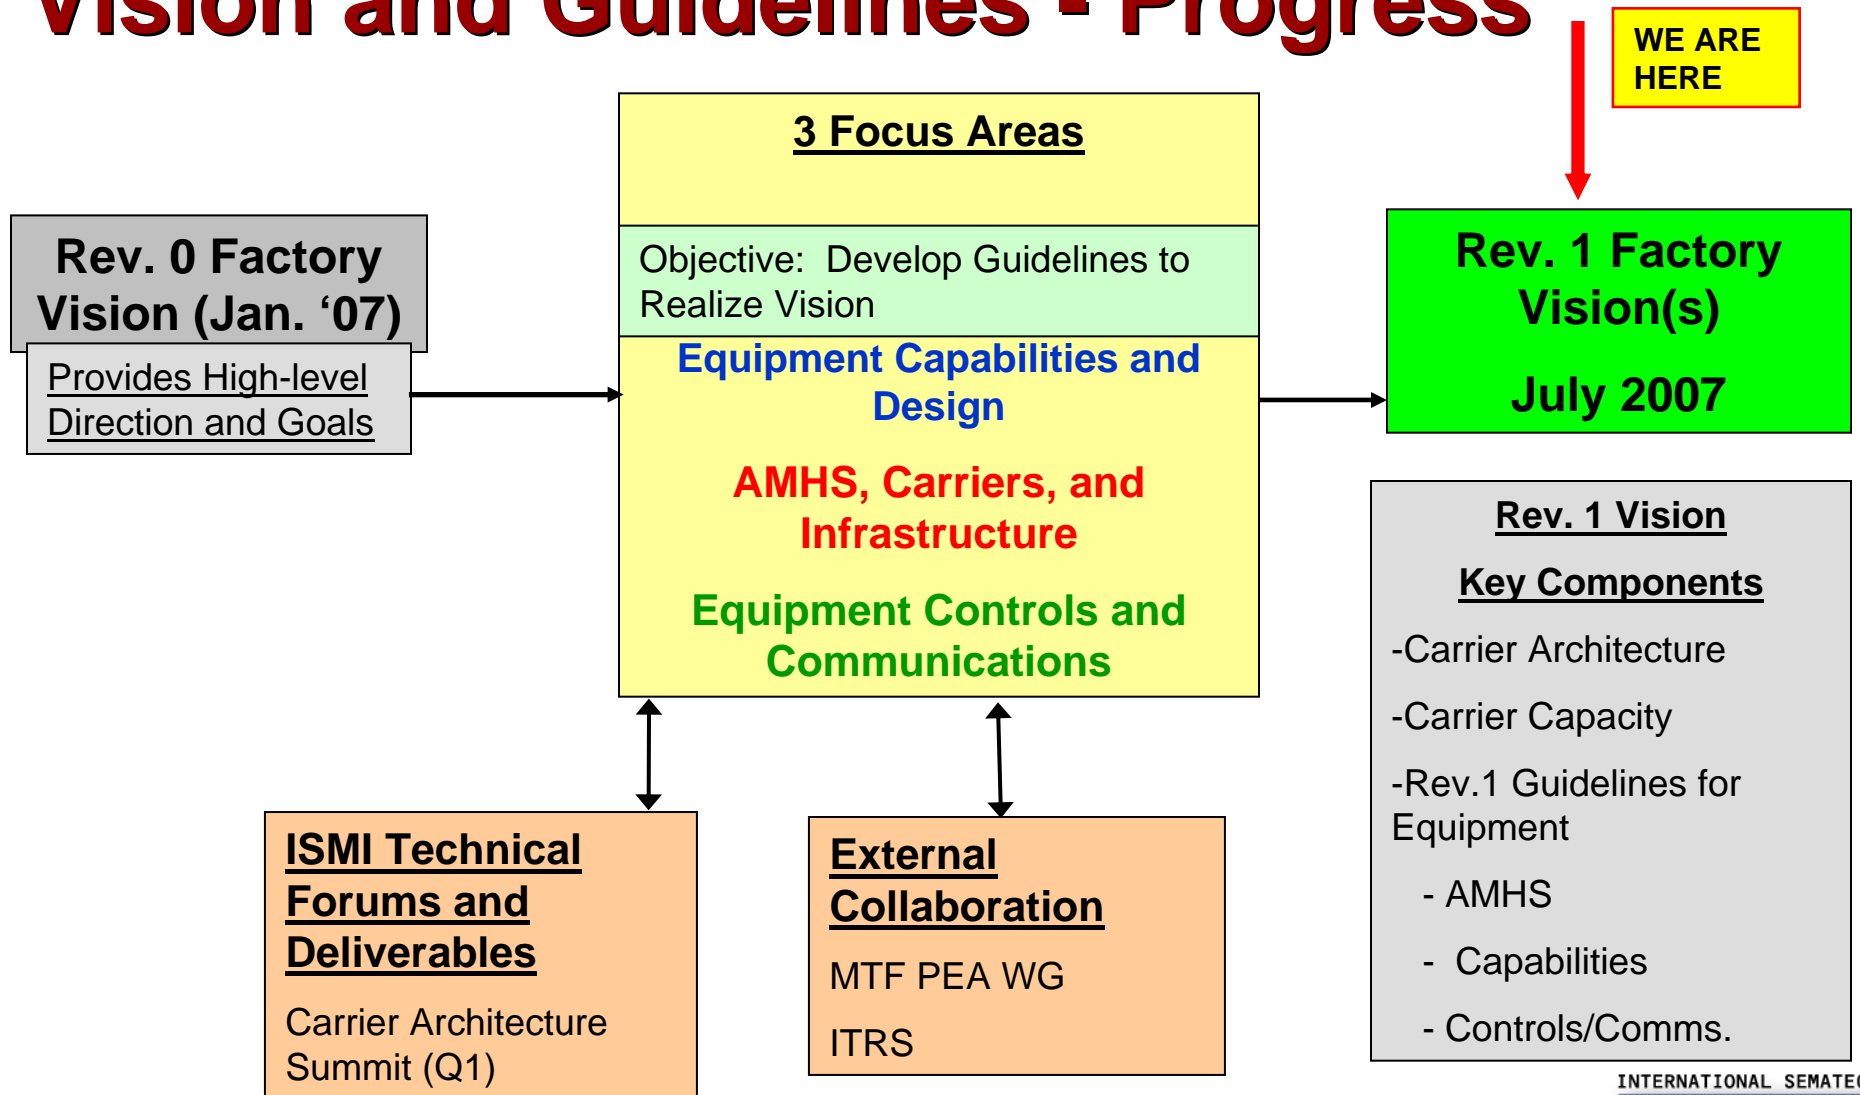 Vision and Guidelines - Progress
WE ARE
HERE
3 Focus Areas
Rev. 0 Factory
Vision (Jan. ‘07)
Provides High-level
Direction and Goals
Objective: Develop Guidelines to
Realize Vision
Equipment Capabilities and
Design
AMHS, Carriers, and
Infrastructure
Equipment Controls and
Communications
Rev. 1 Factory
Vision(s)
July 2007
Rev. 1 Vision
Key Components
-Carrier Architecture
-Carrier Capacity
-Rev.1 Guidelines for
Equipment
- AMHS
- Capabilities
- Controls/Comms.
ISMI Technical
Forums and
Deliverables
Carrier Architecture
Summit (Q1)
External
Collaboration
MTF PEA WG
ITRS
INTERNATIONAL